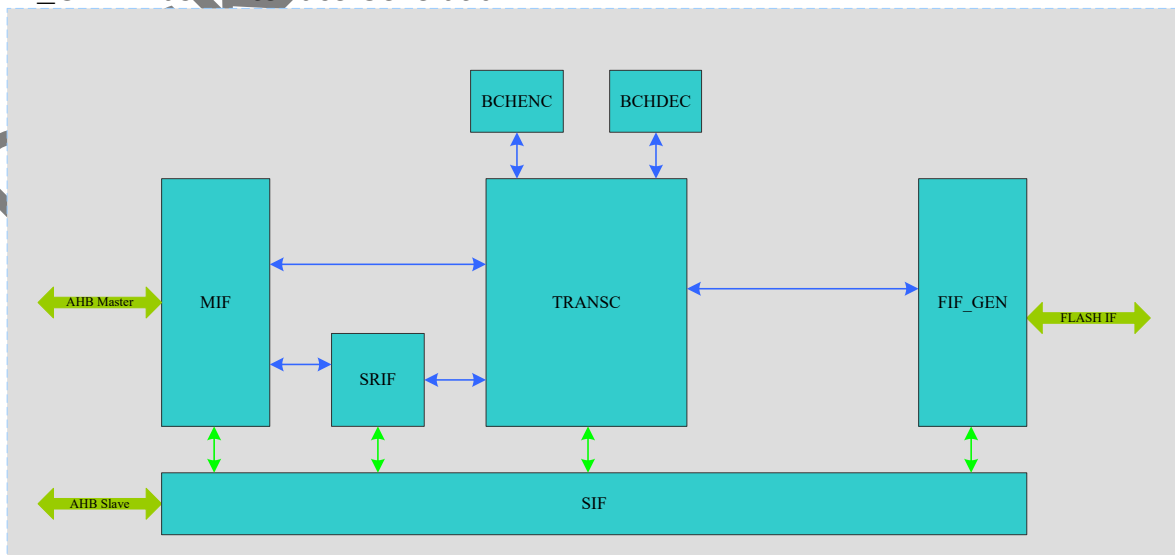 BCHENC
BCHDEC
AHB Master
MIF
TRANSC
FIF_GEN
FLASH IF
SRIF
AHB Slave
SIF